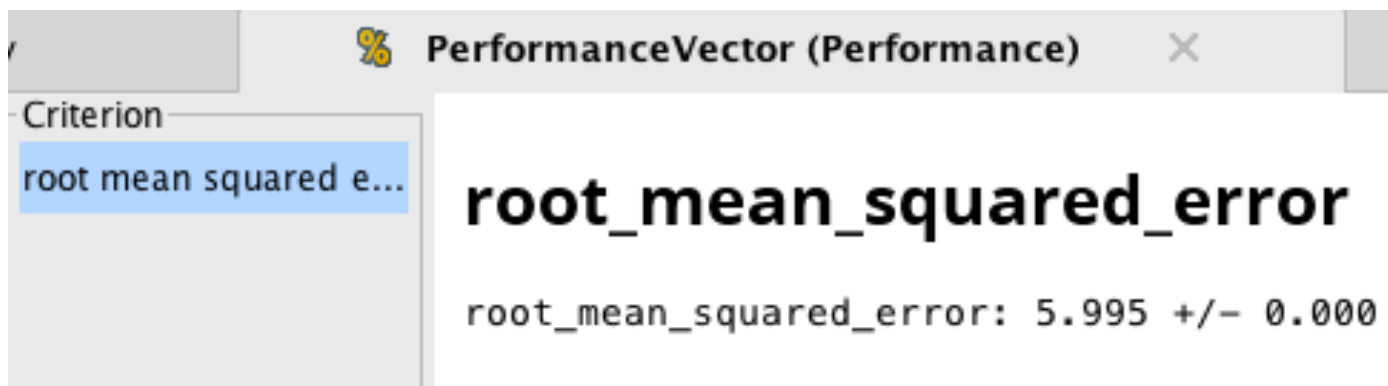 PerformanceVector (Performance)
Criterion
root mean squared e...
root_mean_squared_error
root_mean_squared_error: 5.995 +/- 0.000